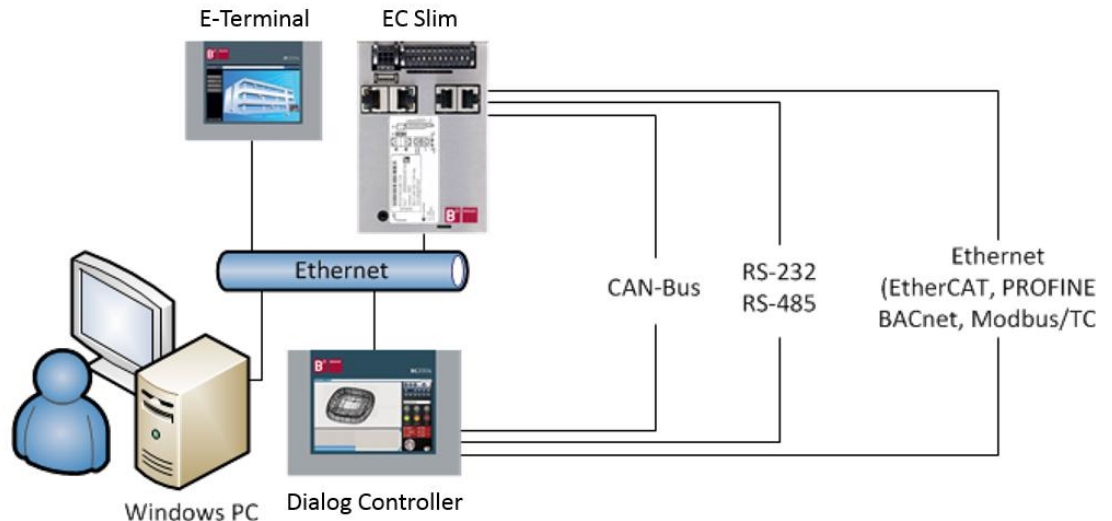 E-Terminal
EC Slim
Ethernet
CAN-Bus
RS-232
RS-485
Ethernet
(EtherCAT, PROFINE
BACnet, Modbus/TC
Windows PC
Dialog Controller